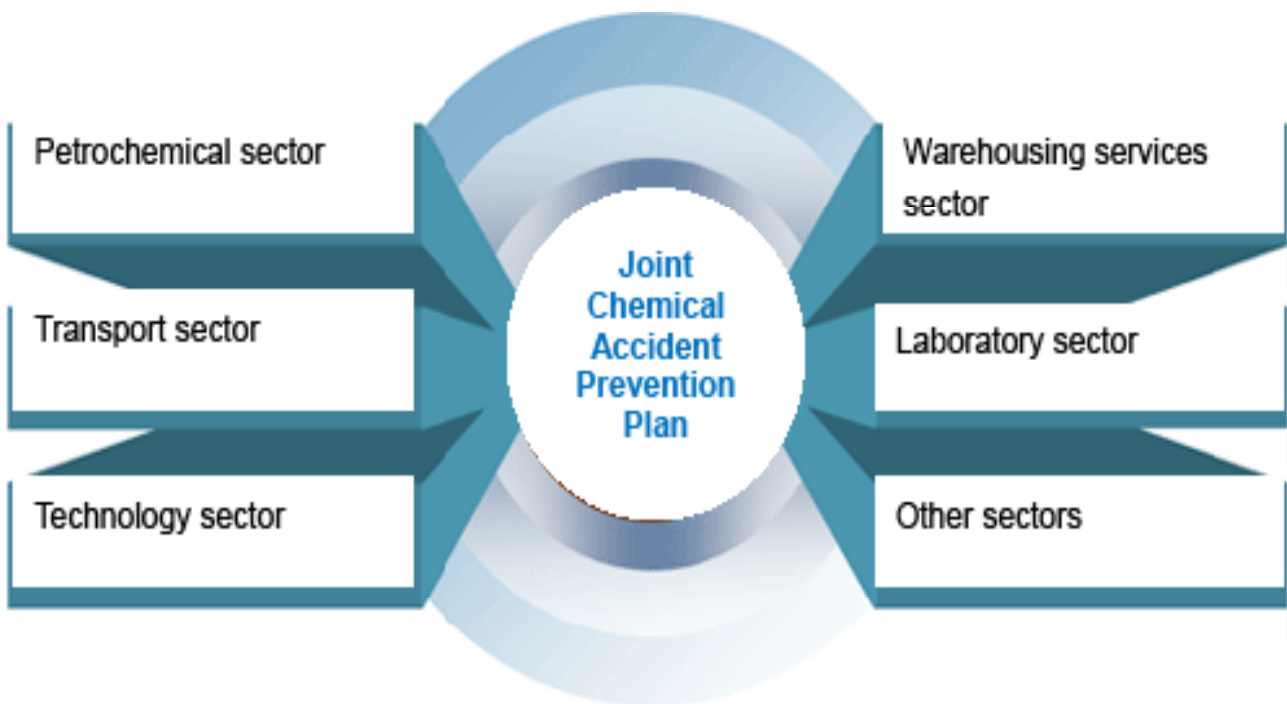 Petrochemical sector
Transport sector
Technology sector
Joint
Chemical
Accident
Prevention
Plan
Warehousing services
sector
Laboratory sector
Other sectors